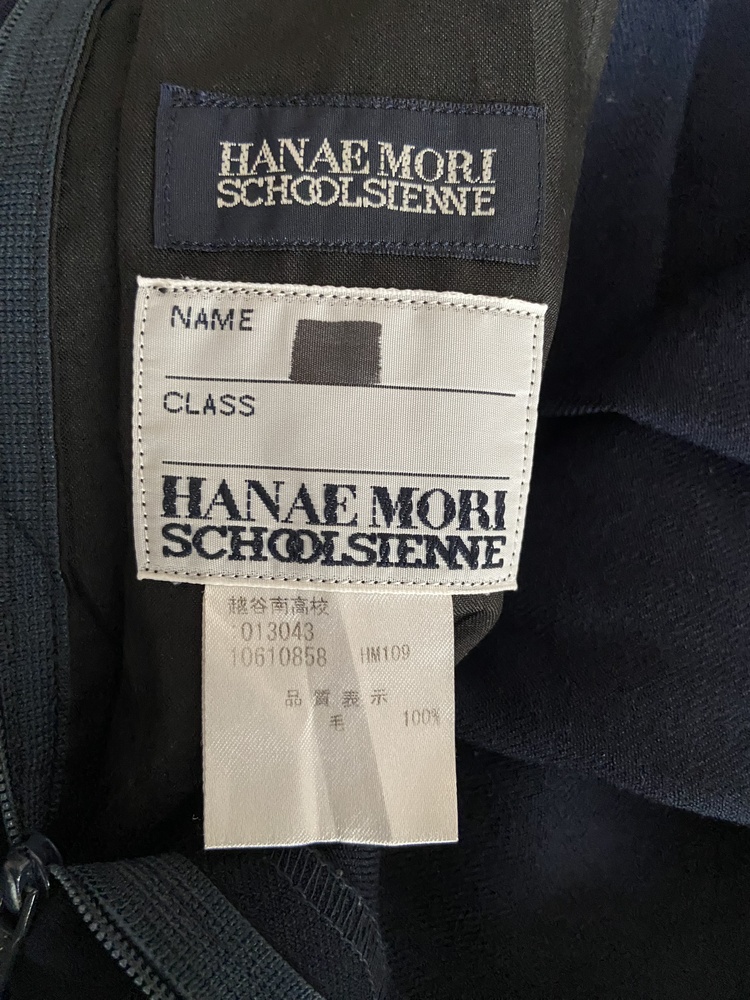 HANAE MORI
SCHOOLSIENNE
NAME
CLASS
HANAE MORI
SCHOOLSIENNE
越谷南高校
:013043
10610858 HM109
品質表示
毛 100%